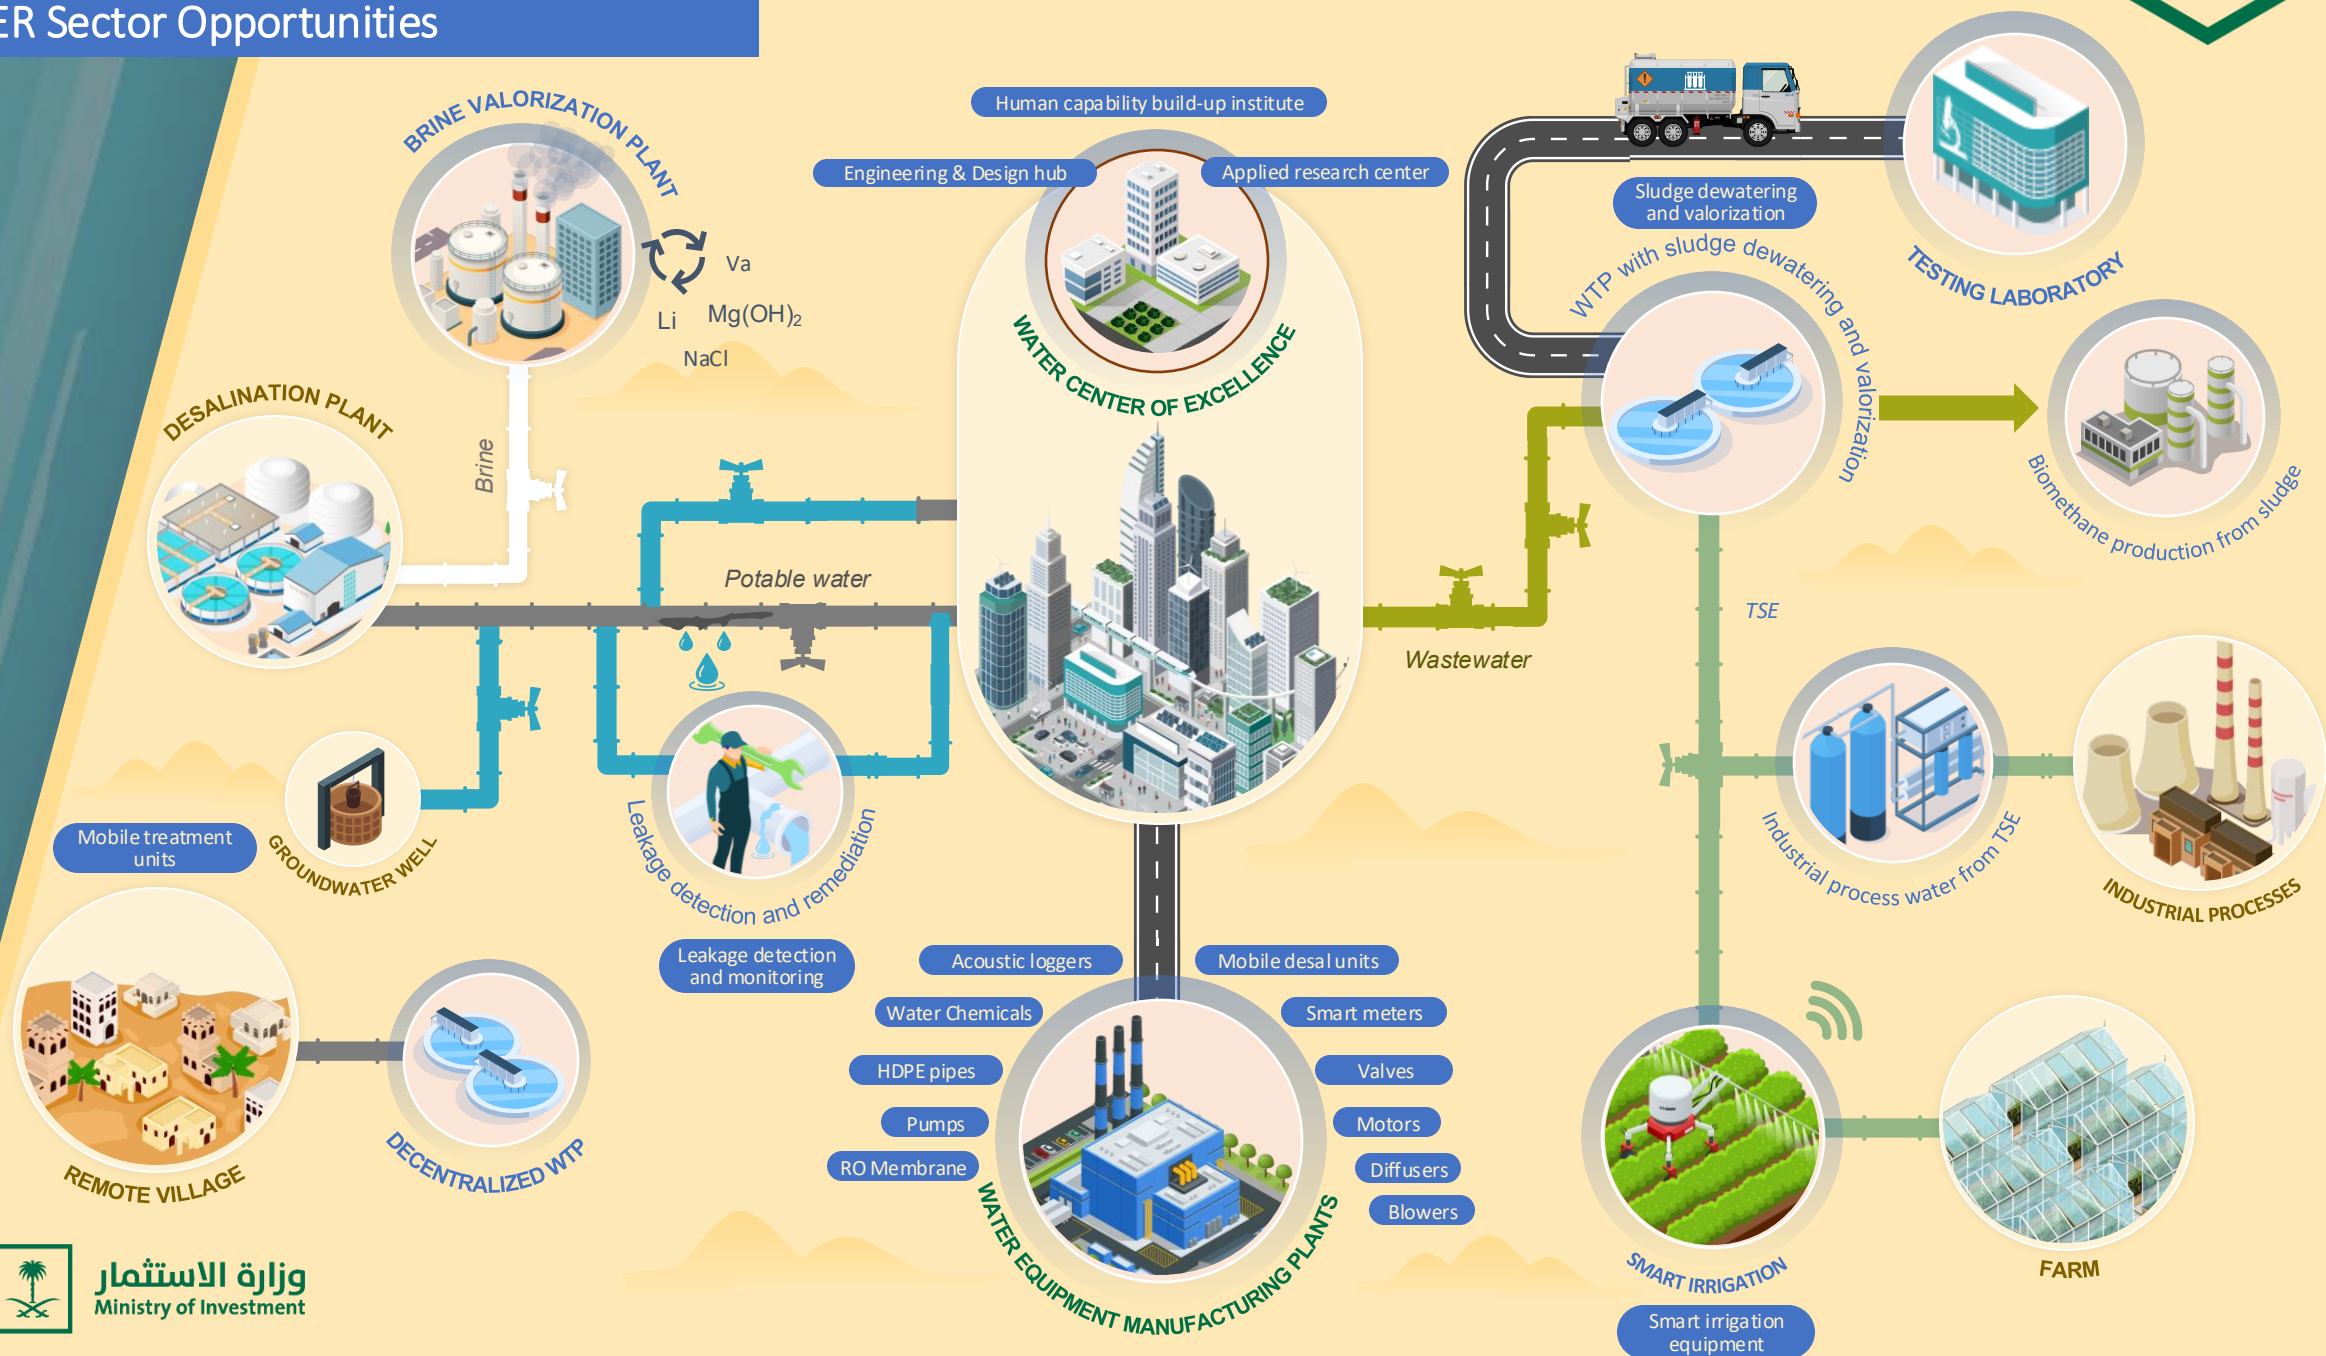 ER Sector Opportunities
BRINE VALORIZATION PLANT
Va
Li
Mg(OH)₂
NaCl
DESALINATION PLANT
Brine
Human capability build-up institute
Engineering & Design hub
Applied research center
WATER CENTER OF EXCELLENCE
Sludge dewatering
and valorization
WTP with sludge dewatering and valorization
TESTING LABORATORY
Biomethane production from sludge
Potable water
Wastewater
TSE
Mobile treatment
units
GROUNDWATER WELL
Leakage detection and remediation
Leakage detection
and monitoring
Industrial process water from TSE
INDUSTRIAL PROCESSES
REMOTE VILLAGE
DECENTRALIZED WTP
Acoustic loggers
Mobile desal units
Water Chemicals
Smart meters
HDPE pipes
Valves
Pumps
Motors
RO Membrane
Diffusers
Blowers
WATER EQUIPMENT MANUFACTURING PLANTS
SMART IRRIGATION
Smart irrigation
equipment
FARM
وزارة الاستثمار
Ministry of Investment